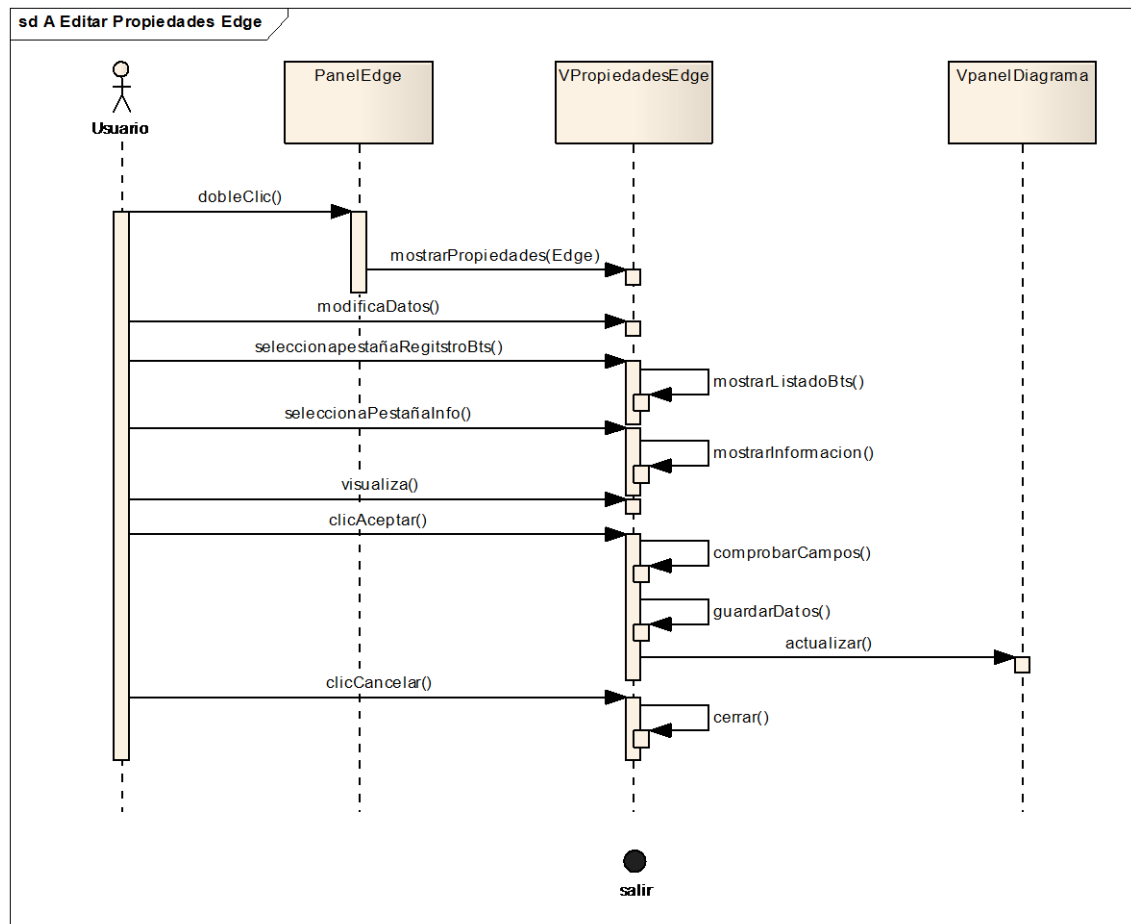 sd A Editar Propiedades Edge
Usuario
PanelEdge
VPropiedadesEdge
VpanelDiagrama
dobleClic()
mostrarPropiedades(Edge)
modificaDatos()
seleccionapestañaRegitstroBts()
mostrarListadoBts()
seleccionaPestañaInfo()
mostrarInformacion()
visualiza()
clicAceptar()
comprobarCampos()
guardarDatos()
actualizar()
clicCancelar()
cerrar()
salir